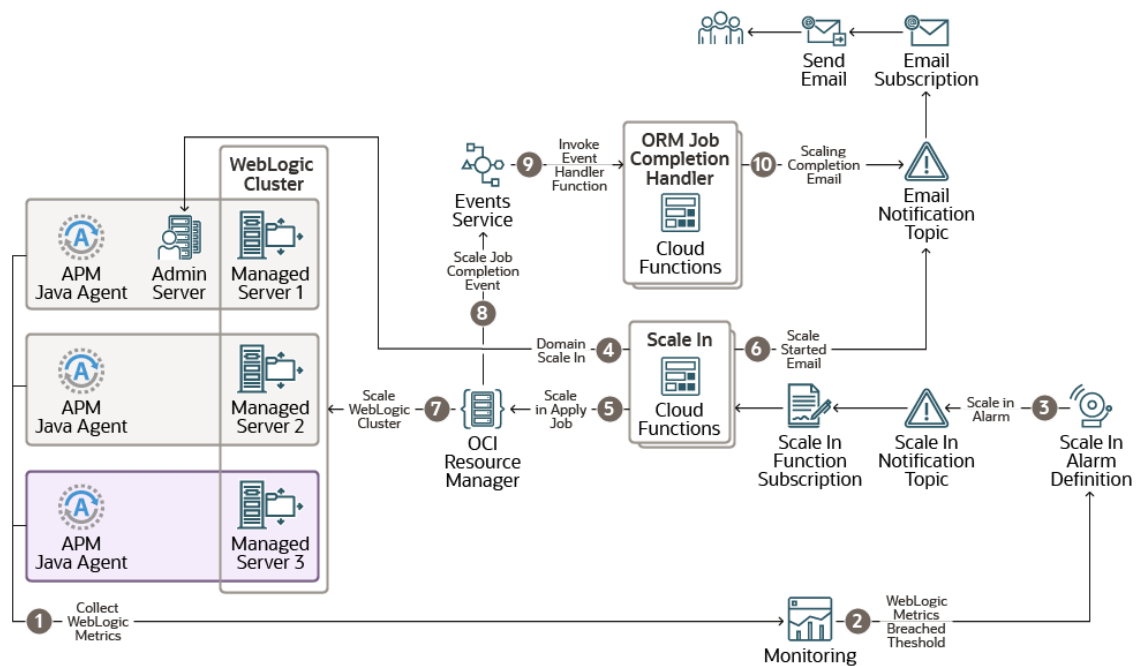 Send
Email
Email
Subscription
WebLogic
Cluster
APM
Java Agent
Admin
Server
Managed
Server 1
APM
Java Agent
Managed
Server 2
APM
Java Agent
Managed
Server 3
Events
Service
9
Invoke
Event
Handler
Function
ORM Job
Completion
Handler
Cloud
Functions
10
Scaling
Completion
Email
Email
Notification
Topic
Scale Job
Completion
Event
8
Domain
Scale In
4
Scale In
Cloud
Functions
6
Scale
Started
Email
Scale
WebLogic
Cluster
7
OCI
Resource
Manager
Scale
in Apply
Job
5
Scale In
Function
Subscription
Scale In
Notification
Topic
Scale in
Alarm
3
Scale In
Alarm
Definition
1
Collect
WebLogic
Metrics
Monitoring
2
WebLogic
Metrics
Breached
Threshold